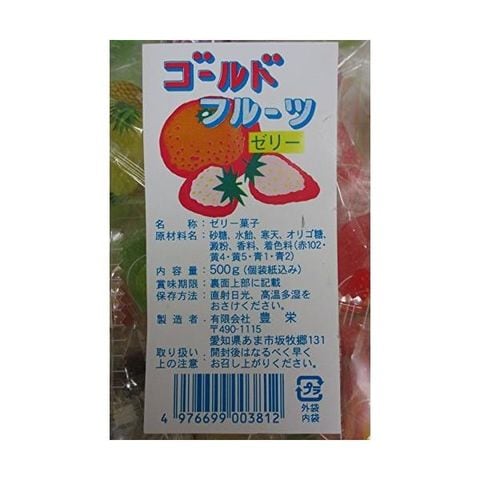 ゴールド
フルーツ
ゼリー
名称：ゼリー菓子
原材料名：砂糖、水飴、寒天、オリゴ糖、
澱粉、香料、着色料(赤102・
黄4・黄5・青1・青2)
内容量：500g(個装紙込み)
賞味期限：裏面上部に記載
保存方法：直射日光、高温多湿を
おさけください。
製造者：有限会社 豊栄
〒490-1115
愛知県あま市坂牧郷131
取り扱い上の注意：開封後はなるべく早く
お召し上がりください。
4 976699 003812
プラ
外袋
内袋